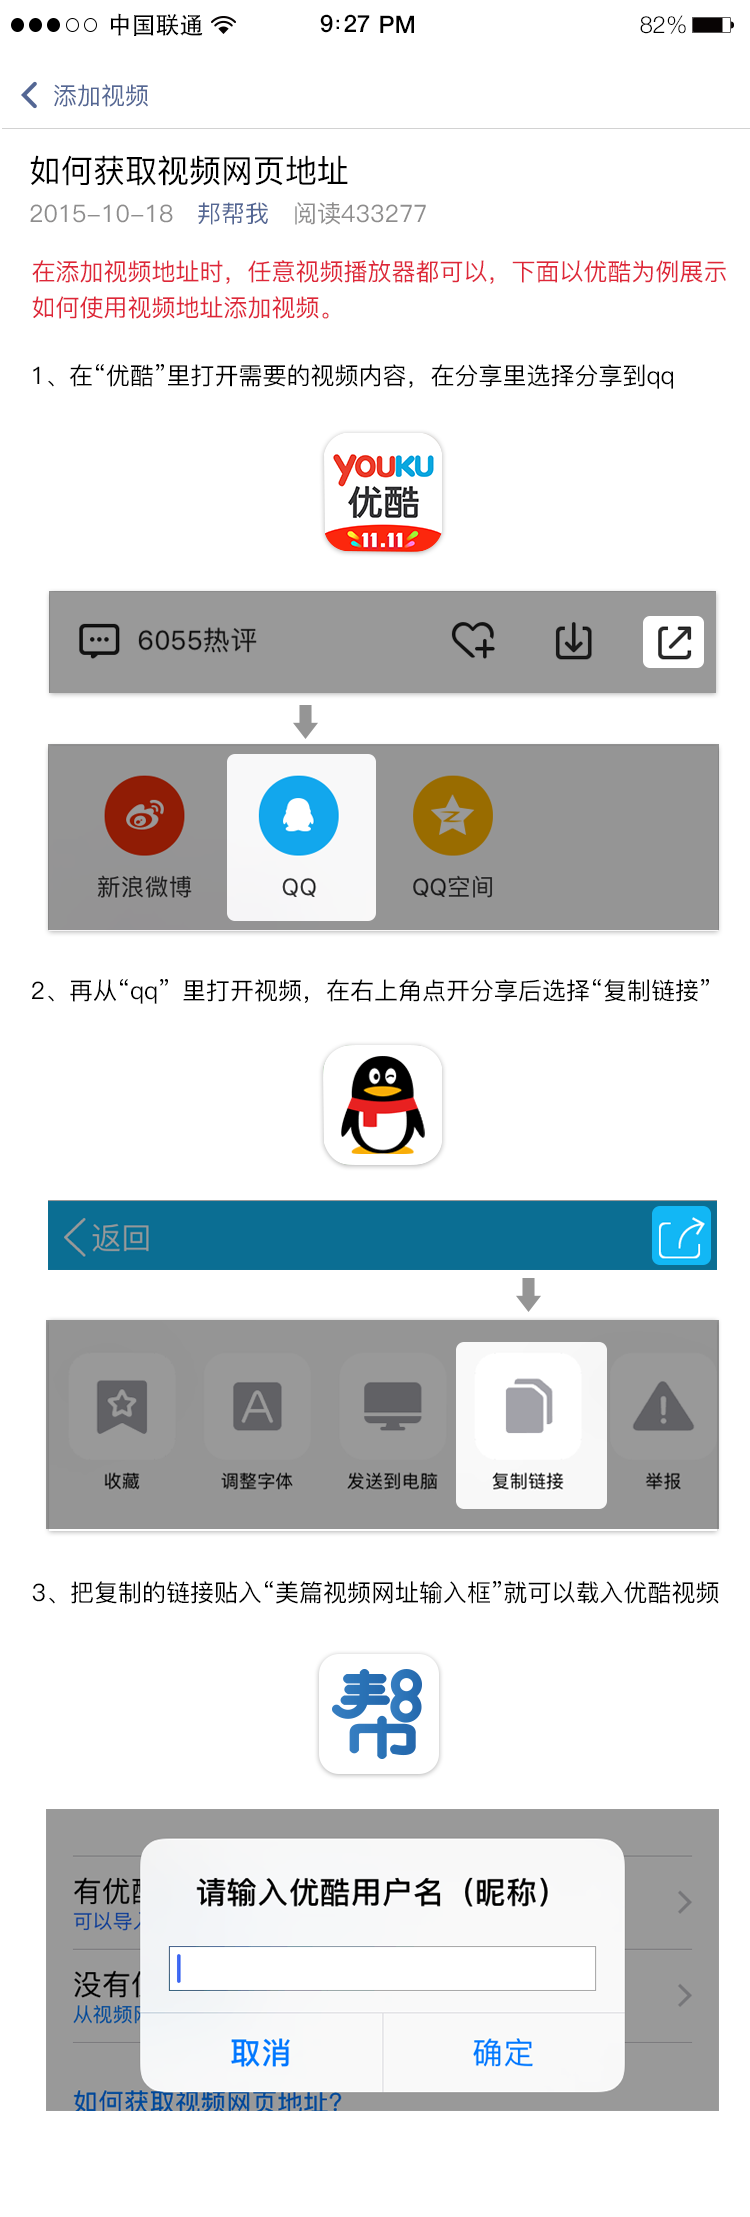 中国联通
9:27 PM
82%
添加视频
如何获取视频网页地址
2015-10-18 邦帮我 阅读433277
在添加视频地址时，任意视频播放器都可以，下面以优酷为例展示
如何使用视频地址添加视频。
1、在“优酷”里打开需要的视频内容，在分享里选择分享到qq
YOUKU
优酷
11.11
6055热评
新浪微博
QQ
QQ空间
2、再从“qq” 里打开视频，在右上角点开分享后选择“复制链接”
返回
A
收藏
调整字体
发送到电脑
复制链接
举报
3、把复制的链接贴入“美篇视频网址输入框”就可以载入优酷视频
帮
请输入优酷用户名（昵称）
有优
可以导
没有
从视频
取消
确定
如何获取视频网页地址?